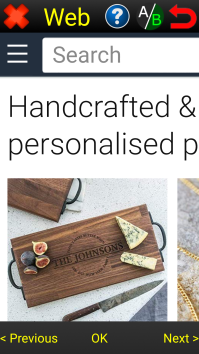 Web
? A/B
Search
Handcrafted &
personalised p
THE JOHNSONS
< Previous OK Next >